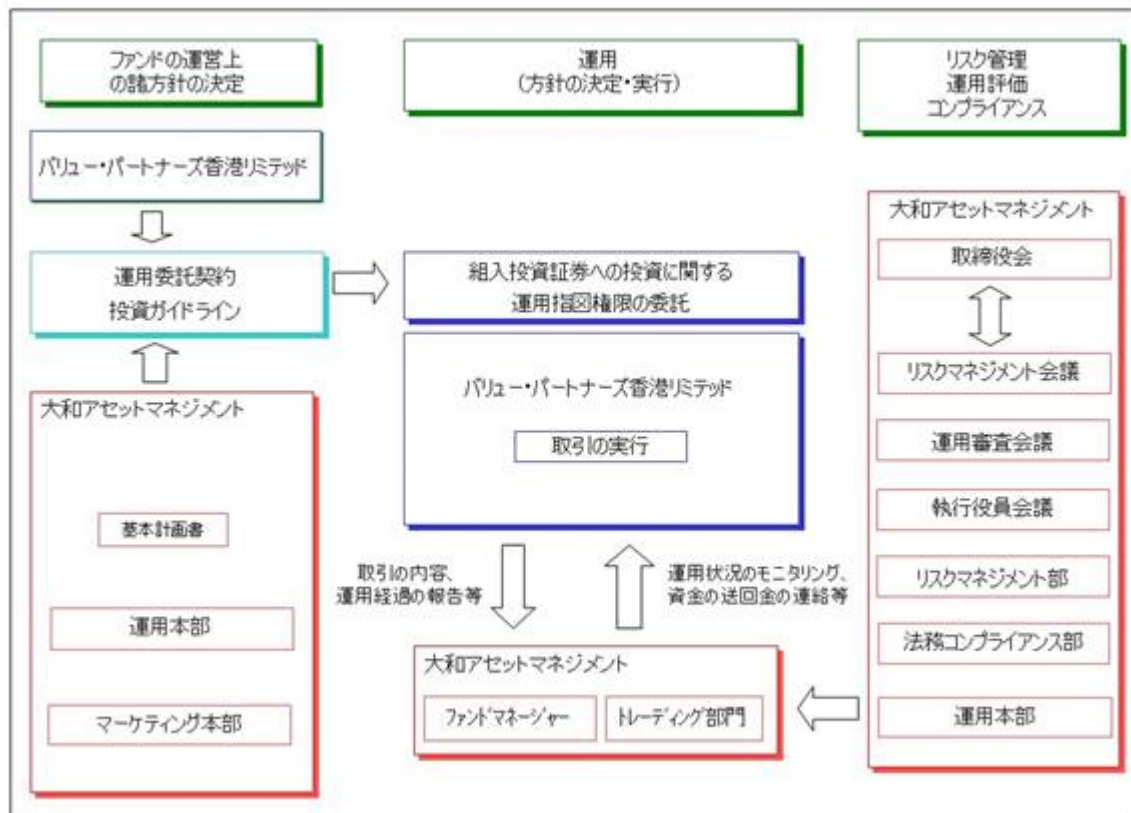 ファンドの運営上
の諸方針の決定
運用
(方針の決定・実行)
リスク管理
運用評価
コンプライアンス
バリュー・パートナーズ香港リミテッド
運用委託契約
投資ガイドライン
組入投資証券への投資に関する
運用指図権限の委託
バリュー・パートナーズ香港リミテッド
取引の実行
大和アセットマネジメント
基本計画書
運用本部
マーケティング本部
取引の内容、
運用経過の報告等
運用状況のモニタリング、
資金の送回金の連絡等
大和アセットマネジメント
ファンドマネージャー
トレーディング部門
大和アセットマネジメント
取締役会
リスクマネジメント会議
運用審査会議
執行役員会議
リスクマネジメント部
法務コンプライアンス部
運用本部